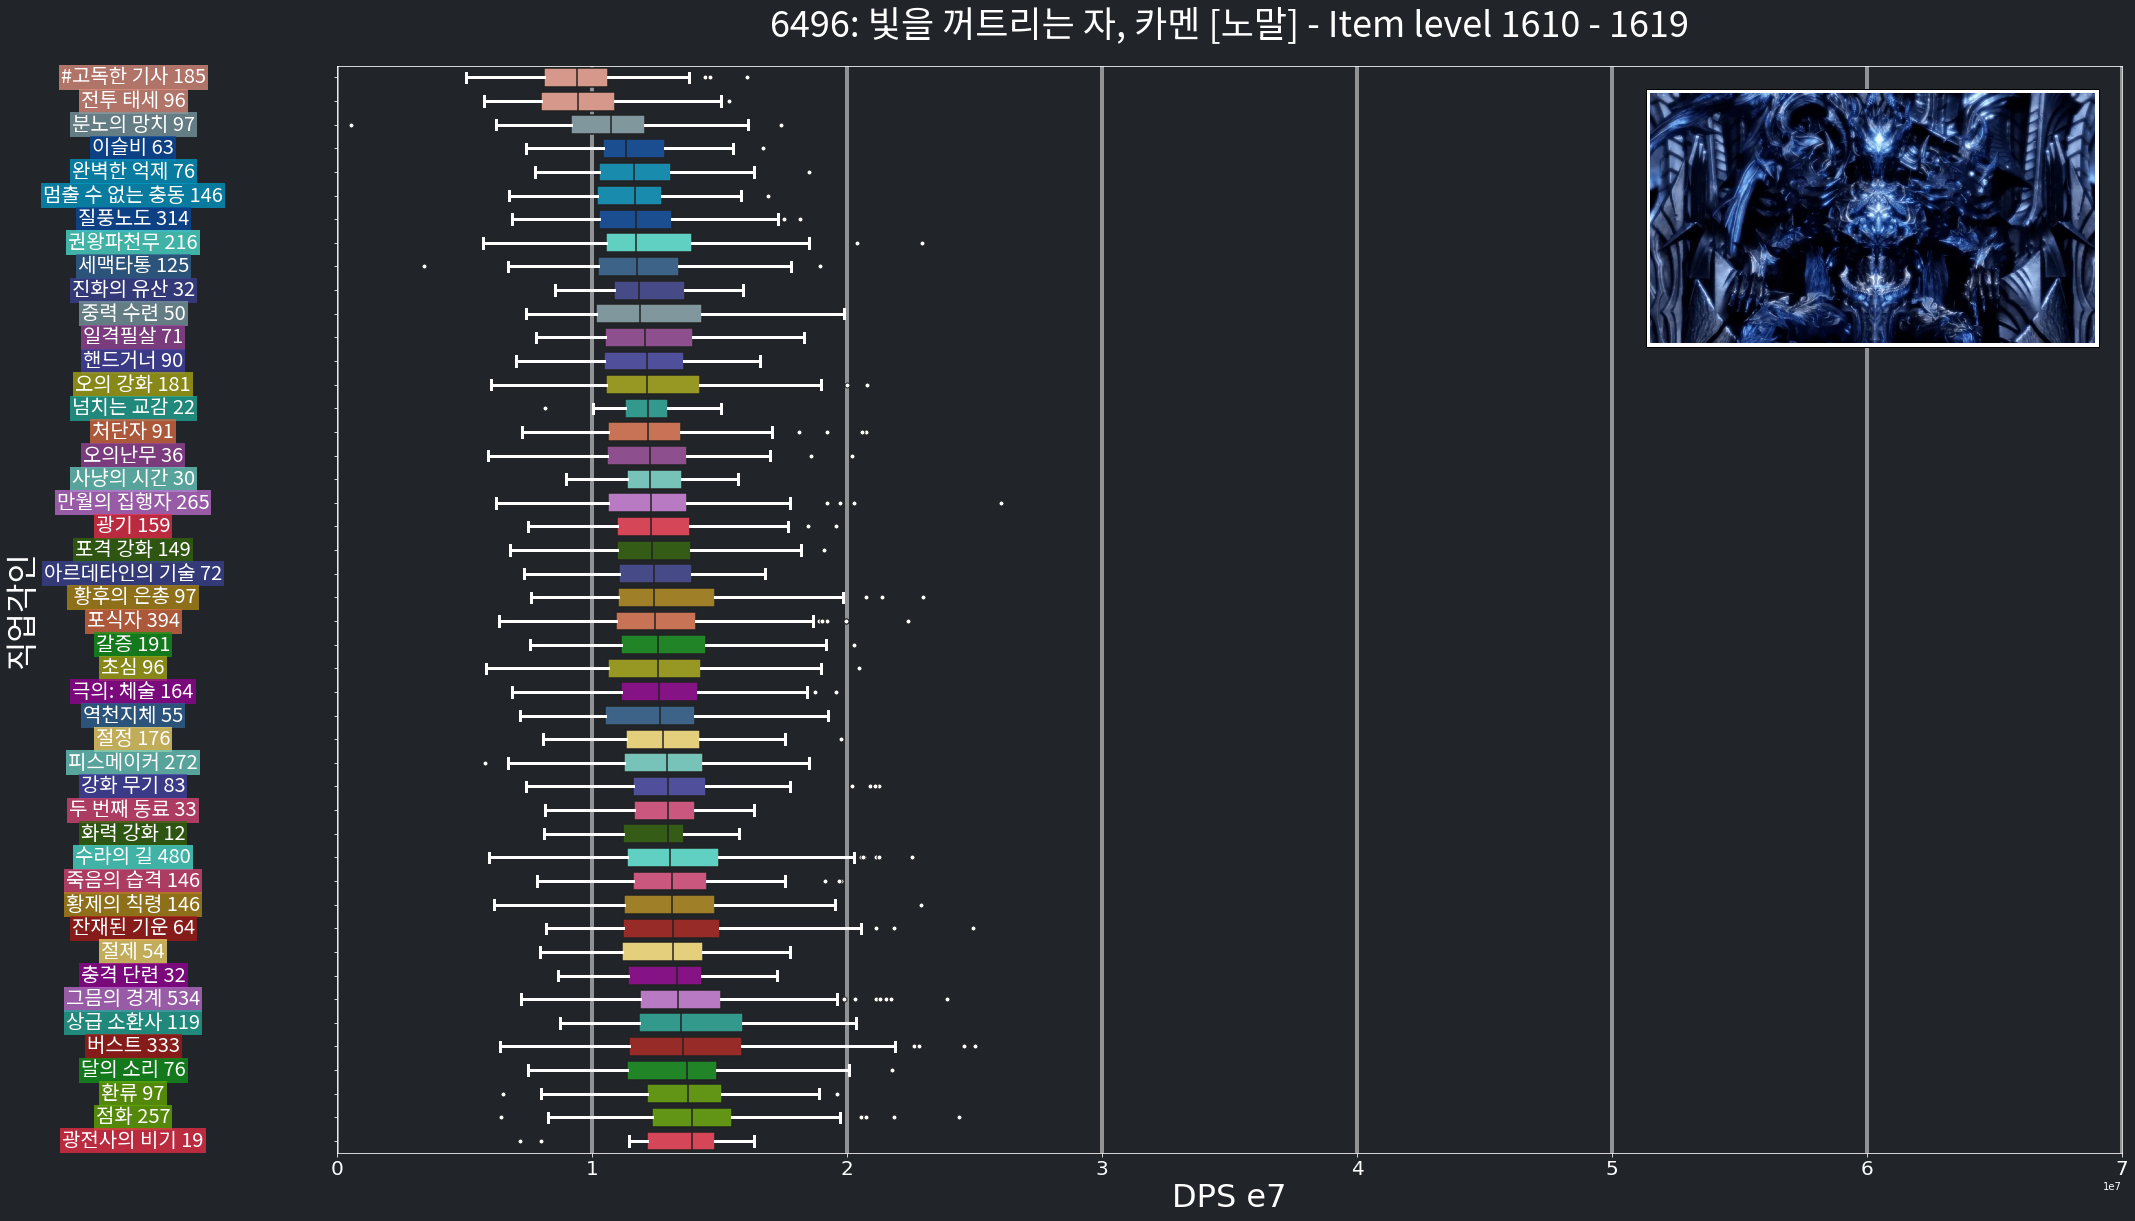 6496: 빛을 꺼트리는 자, 카멘 [노말] - Item level 1610 - 1619
#고독한 기사 185
전투 태세 96
분노의 망치 97
이슬비 63
완벽한 억제 76
멈출 수 없는 충동 146
질풍노도 314
권왕파천무 216
세맥타통 125
진화의 유산 32
중력 수련 50
일격필살 71
핸드거너 90
오의 강화 181
넘치는 교감 22
처단자 91
오의난무 36
사냥의 시간 30
만월의 집행자 265
광기 159
포격 강화 149
아르데타인의 기술 72
황후의 은총 97
포식자 394
갈증 191
초심 96
극의: 체술 164
역천지체 55
절정 176
피스메이커 272
강화 무기 83
두 번째 동료 33
화력 강화 12
수라의 길 480
죽음의 습격 146
황제의 칙령 146
잔재된 기운 64
절제 54
충격 단련 32
그믐의 경계 534
상급 소환사 119
버스트 333
달의 소리 76
환류 97
점화 257
광전사의 비기 19
직업각인
0 1 2 3 4 5 6 7
1e7
DPS e7